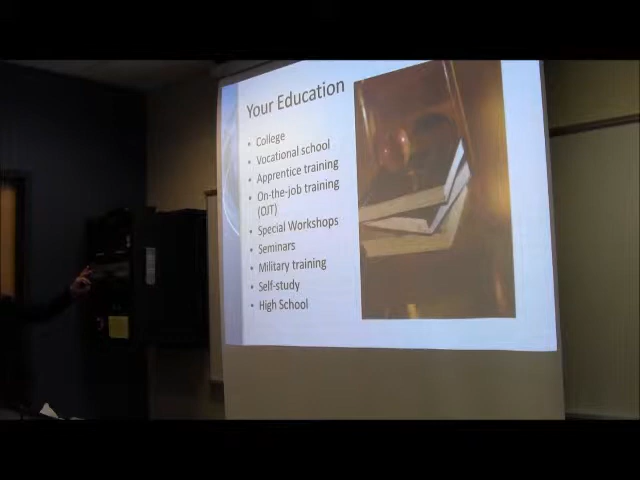 Your Education
• College
• Vocational school
• Apprentice training
• On-the-job training
(OJT)
• Special Workshops
• Seminars
• Military training
• Self-study
• High School